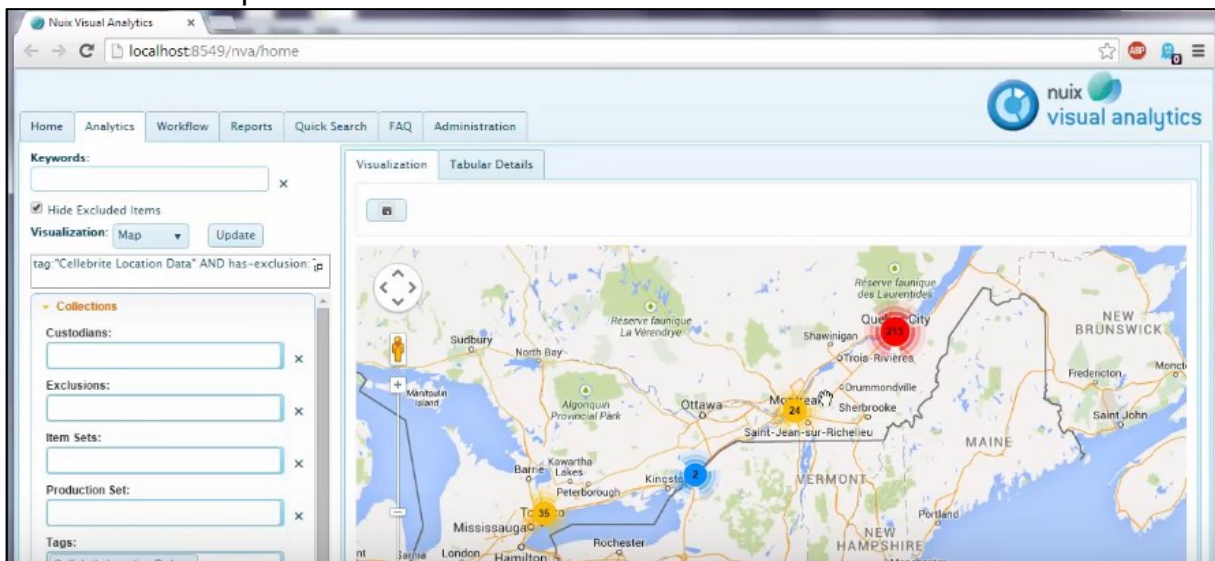 Nuix Visual Analytics
localhost:8549/nva/home
ABP
0
nuix
visual analytics
Home Analytics Workflow Reports Quick Search FAQ Administration
Keywords:
Visualization Tabular Details
Hide Excluded Items
Visualization: Map Update
tag:"Cellebrite Location Data" AND has-exclusion:
Collections
Custodians:
Exclusions:
Item Sets:
Production Set:
Tags:
Réserve faunique
des Laurentides
Réserve faunique
La Vérendrye
213
NEW
BRUNSWICK
Sudbury
North Bay
Shawinigan
Trois-Rivières
Fredericton
Manitoulin
Island
Algonquin
Provincial Park
Ottawa
Drummondville
24
Sherbrooke
Saint John
Saint-Jean-sur-Richelieu
MAINE
Barrie
Kawartha
Lakes
Peterborough
2
VERMONT
35
Mississauga
Portland
Rochester
NEW
HAMPSHIRE
London
Hamilton